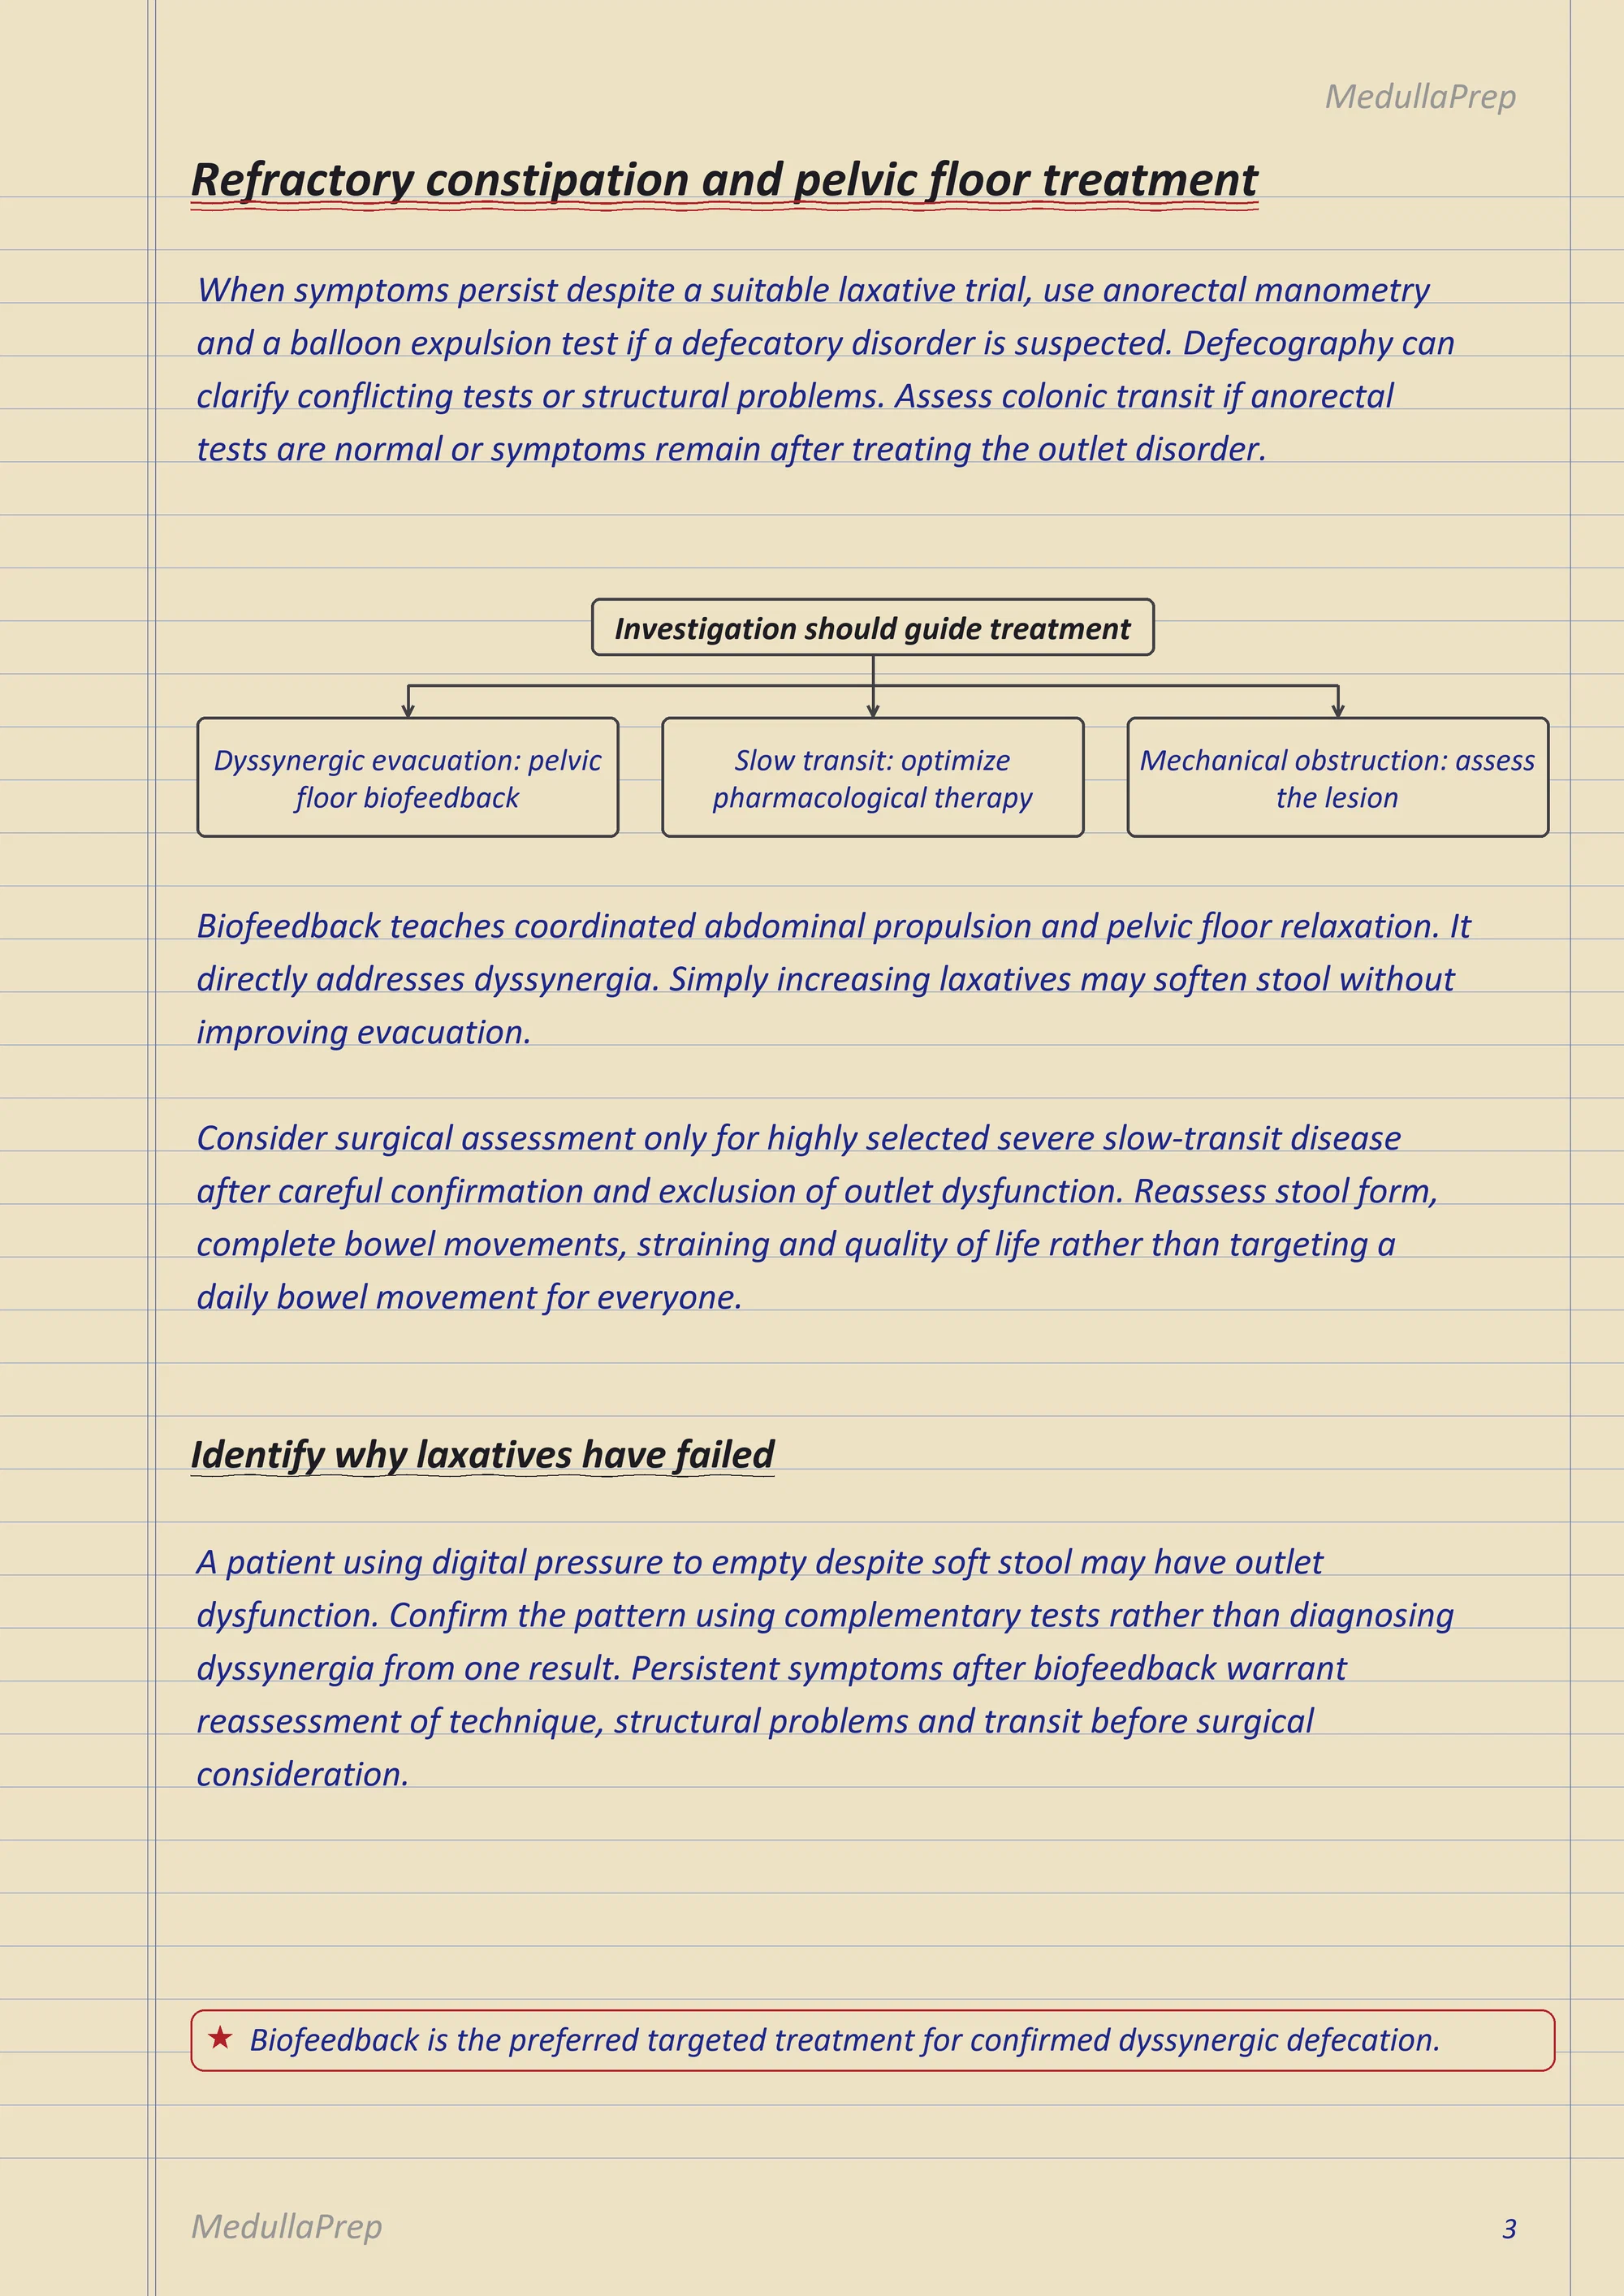 MedullaPrep
Refractory constipation and pelvic floor treatment
When symptoms persist despite a suitable laxative trial, use anorectal manometry
and a balloon expulsion test if a defecatory disorder is suspected. Defecography can
clarify conflicting tests or structural problems. Assess colonic transit if anorectal
tests are normal or symptoms remain after treating the outlet disorder.
Investigation should guide treatment
Dyssynergic evacuation: pelvic
floor biofeedback
Slow transit: optimize
pharmacological therapy
Mechanical obstruction: assess
the lesion
Biofeedback teaches coordinated abdominal propulsion and pelvic floor relaxation. It
directly addresses dyssynergia. Simply increasing laxatives may soften stool without
improving evacuation.
Consider surgical assessment only for highly selected severe slow-transit disease
after careful confirmation and exclusion of outlet dysfunction. Reassess stool form,
complete bowel movements, straining and quality of life rather than targeting a
daily bowel movement for everyone.
Identify why laxatives have failed
A patient using digital pressure to empty despite soft stool may have outlet
dysfunction. Confirm the pattern using complementary tests rather than diagnosing
dyssynergia from one result. Persistent symptoms after biofeedback warrant
reassessment of technique, structural problems and transit before surgical
consideration.
★ Biofeedback is the preferred targeted treatment for confirmed dyssynergic defecation.
MedullaPrep
3